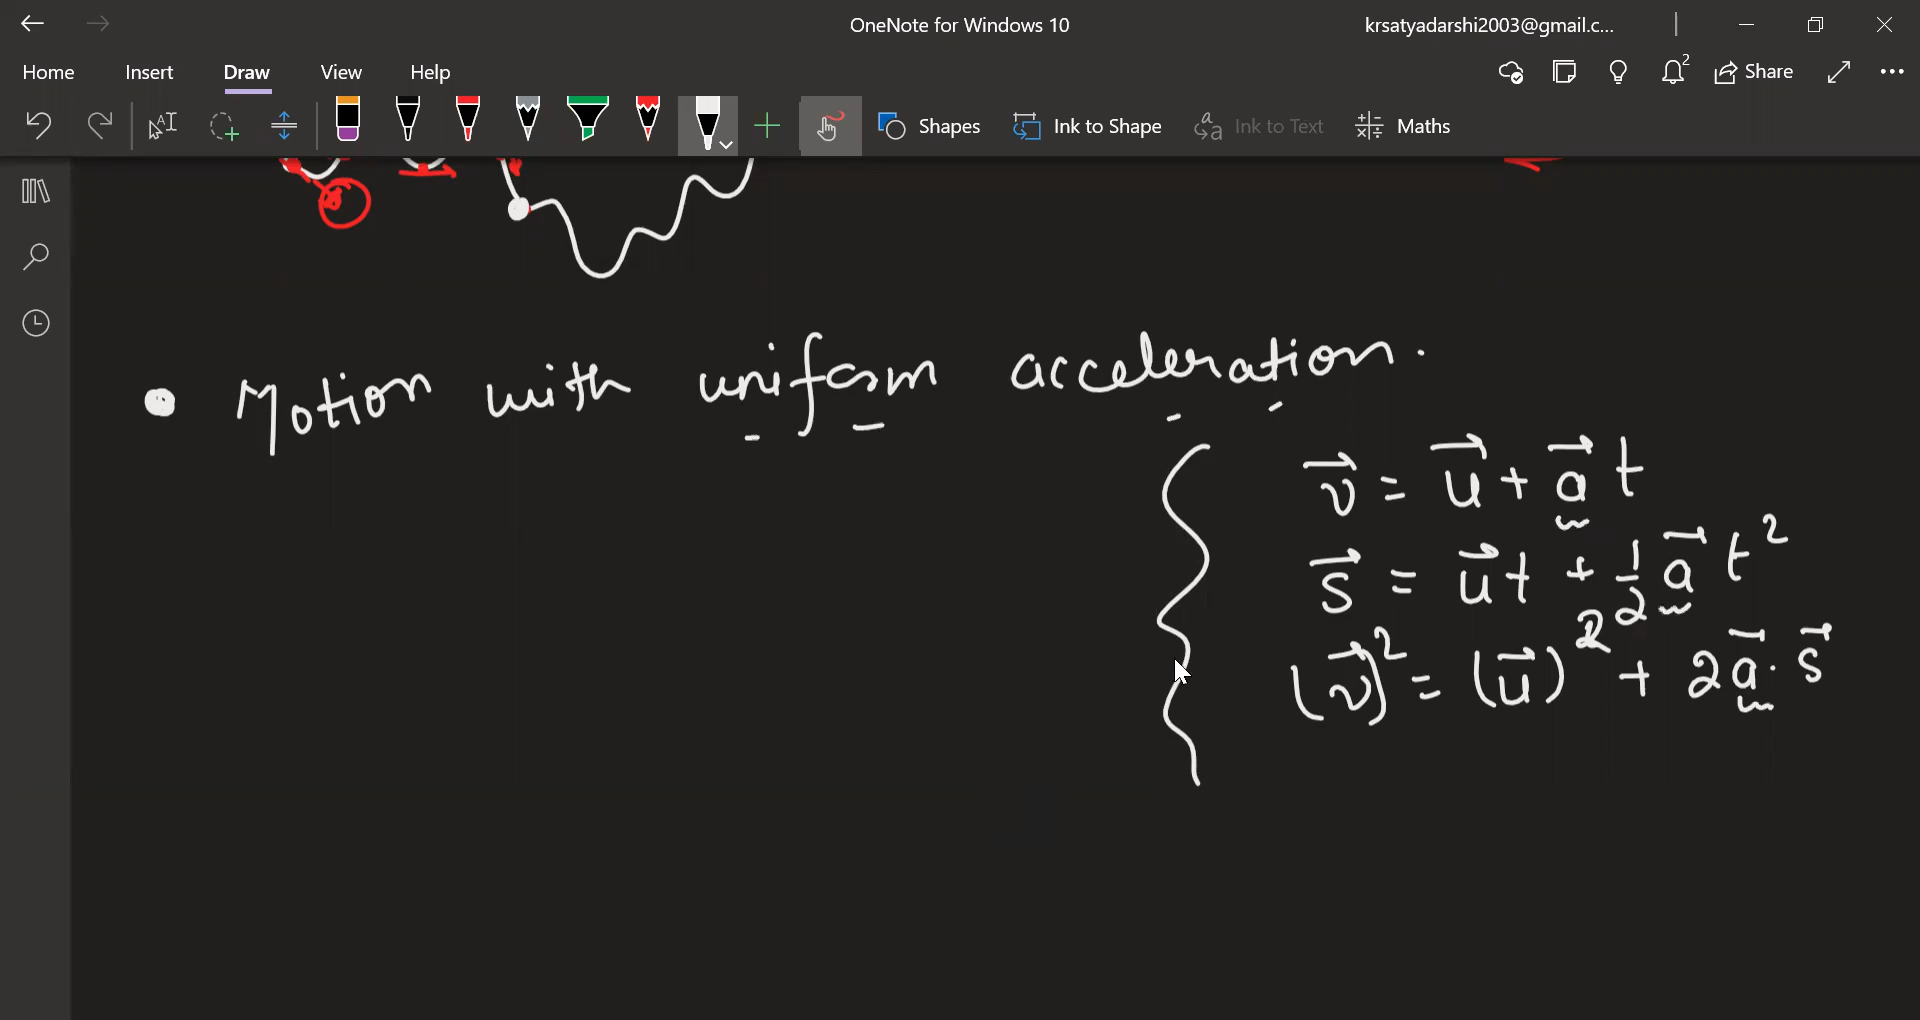 OneNote for Windows 10
krsatyadarshi2003@gmail.c...
Home Insert Draw View Help
2 Share
Shapes Ink to Shape Ink to Text Maths
• Motion with uniform acceleration.
v⃗ = u⃗ + a⃗ t
s⃗ = u⃗t + ½ a⃗ t²
(v⃗)² = (u⃗)² + 2a⃗ · s⃗